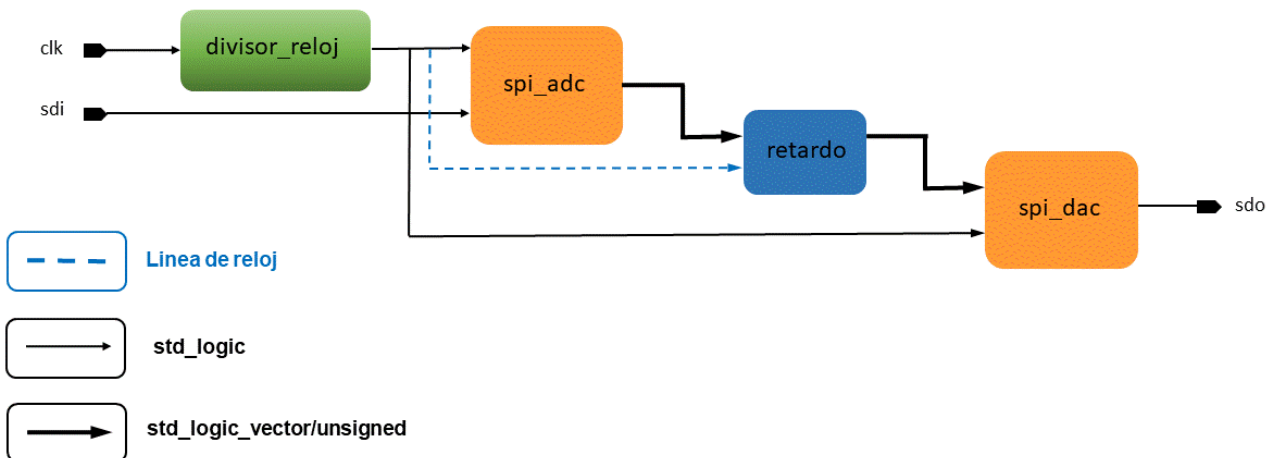 clk
divisor_reloj
sdi
spi_adc
retardo
spi_dac
sdo
Linea de reloj
std_logic
std_logic_vector/unsigned